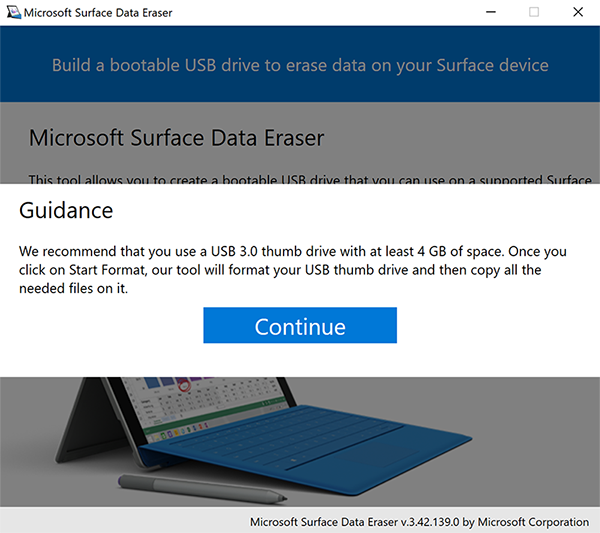 Microsoft Surface Data Eraser
Build a bootable USB drive to erase data on your Surface device
Microsoft Surface Data Eraser
This tool allows you to create a bootable USB drive that you can use on a supported Surface
Guidance
We recommend that you use a USB 3.0 thumb drive with at least 4 GB of space. Once you
click on Start Format, our tool will format your USB thumb drive and then copy all the
needed files on it.
Continue
Microsoft Surface Data Eraser v.3.42.139.0 by Microsoft Corporation